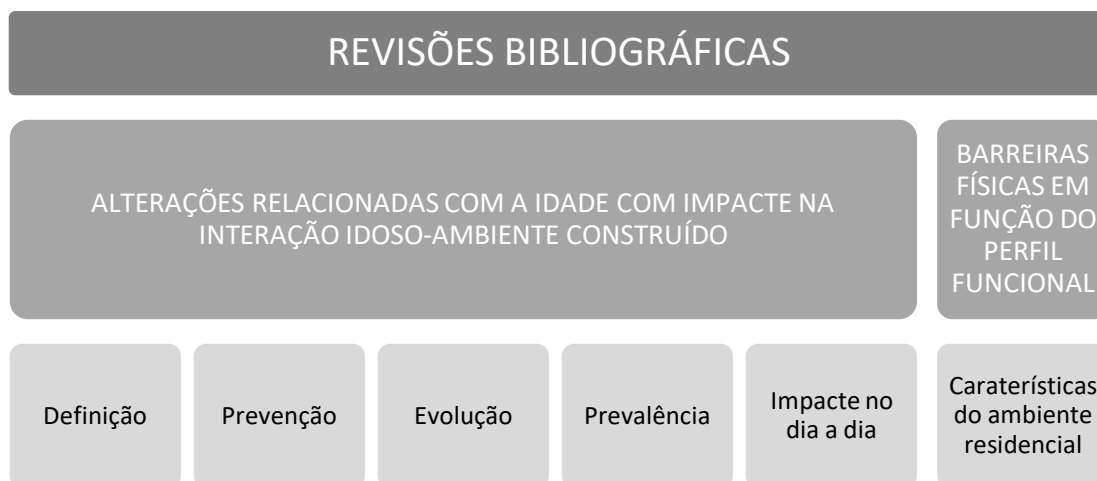 REVISÕES BIBLIOGRÁFICAS
ALTERAÇÕES RELACIONADAS COM A IDADE COM IMPACTE NA
INTERAÇÃO IDOSO-AMBIENTE CONSTRUÍDO
BARREIRAS
FÍSICAS EM
FUNÇÃO DO
PERFIL
FUNCIONAL
Definição
Prevenção
Evolução
Prevalência
Impacte no
dia a dia
Caraterísticas
do ambiente
residencial